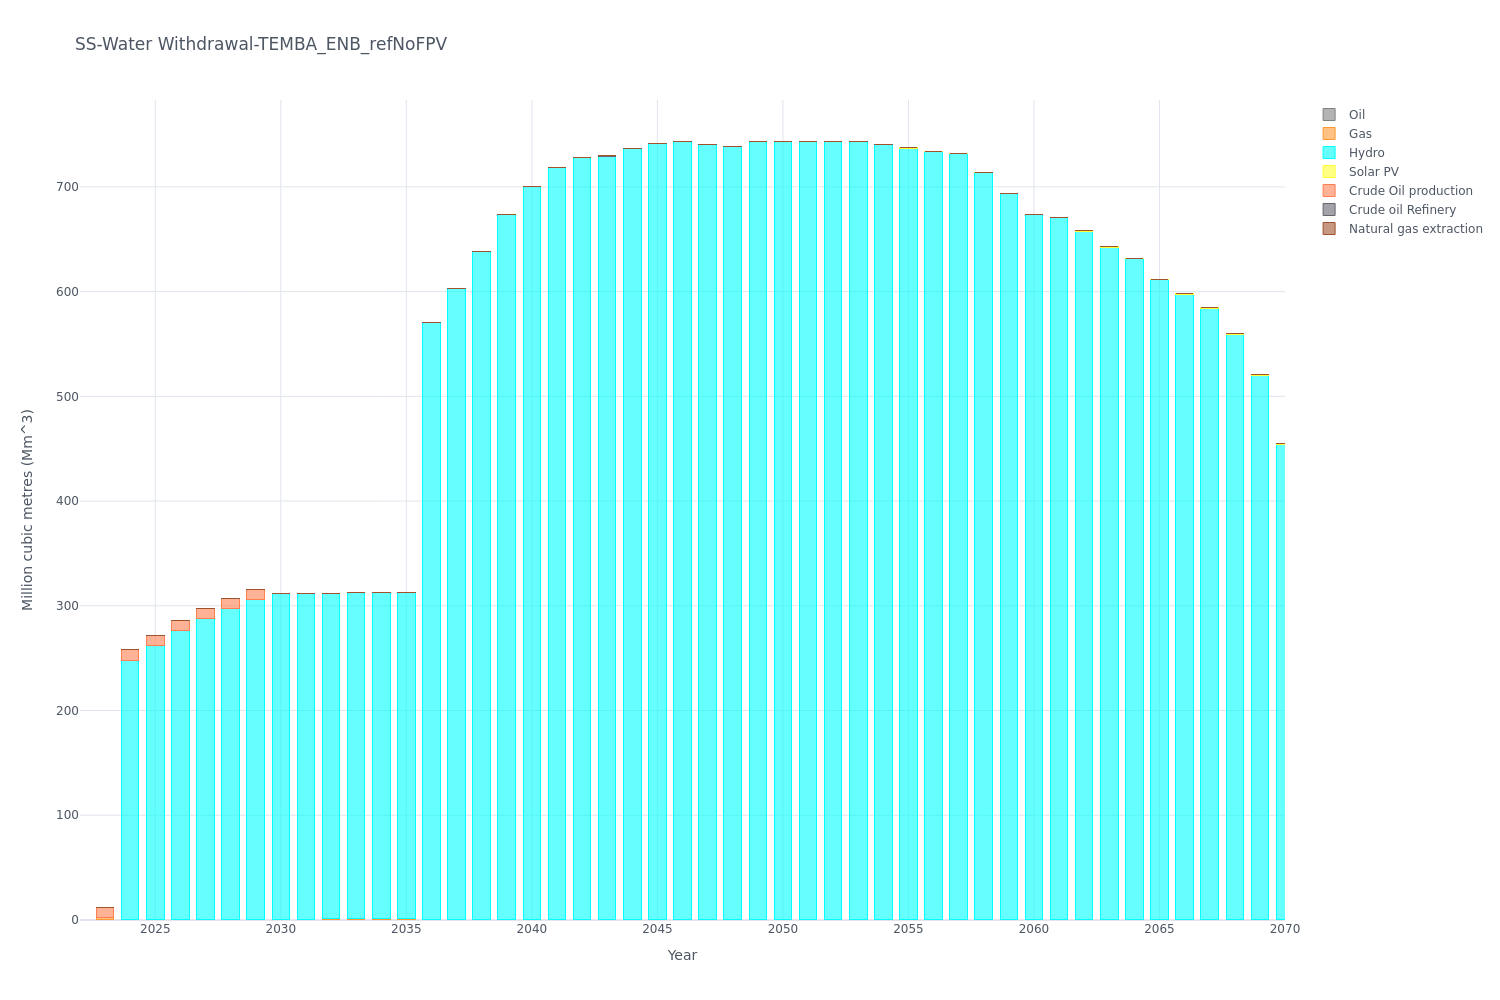 SS-Water Withdrawal-TEMBA_ENB_refNoFPV
Oil
Gas
Hydro
Solar PV
Crude Oil production
Crude oil Refinery
Natural gas extraction
Million cubic metres (Mm^3)
700
600
500
400
300
200
100
0
2025 2030 2035 2040 2045 2050 2055 2060 2065 2070
Year